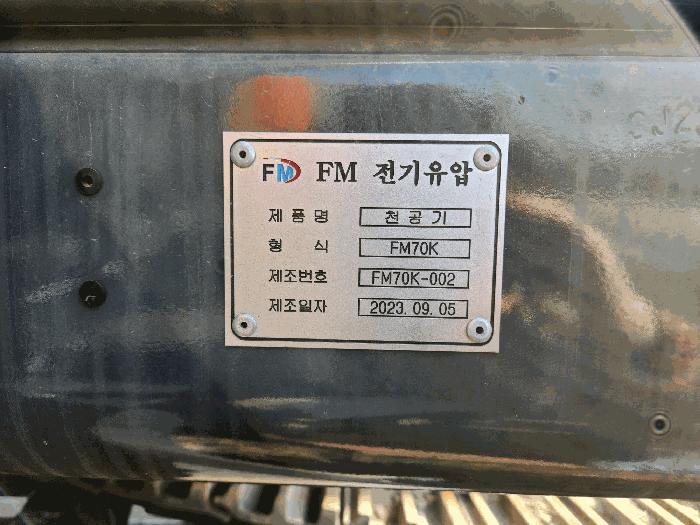 FM FM 전기유압
제품명 천공기
형식 FM70K
제조번호 FM70K-002
제조일자 2023.09.05